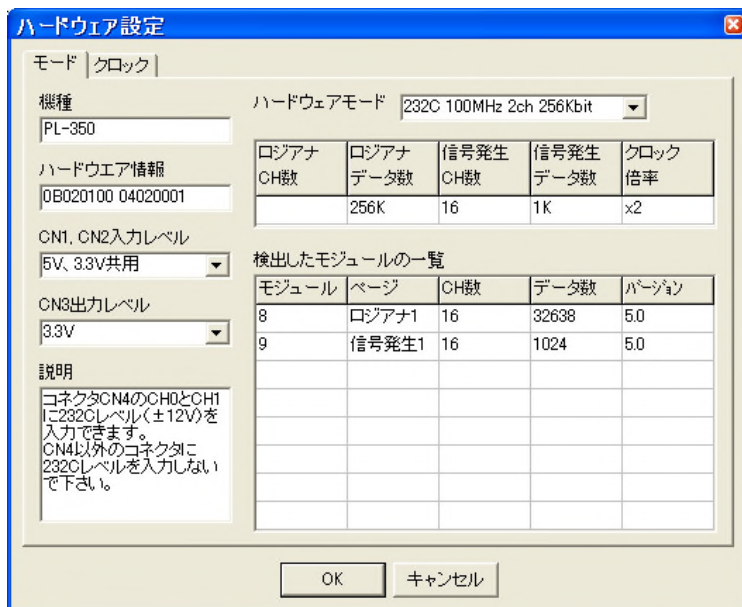 ハードウェア設定
モード クロック
機種
PL-350
ハードウエア情報
0B020100 04020001
CN1, CN2入力レベル
5V、3.3V共用
CN3出力レベル
3.3V
説明
コネクタCN4のCH0とCH1
に232Cレベル(±12V)を
入力できます。
CN4以外のコネクタに
232Cレベルを入力しない
で下さい。
ハードウェアモード 232C 100MHz 2ch 256Kbit
ロジアナ ロジアナ 信号発生 信号発生 クロック
CH数 データ数 CH数 データ数 倍率
256K 16 1K x2
検出したモジュールの一覧
モジュール ページ CH数 データ数 バージョン
8 ロジアナ1 16 32638 5.0
9 信号発生1 16 1024 5.0
OK キャンセル